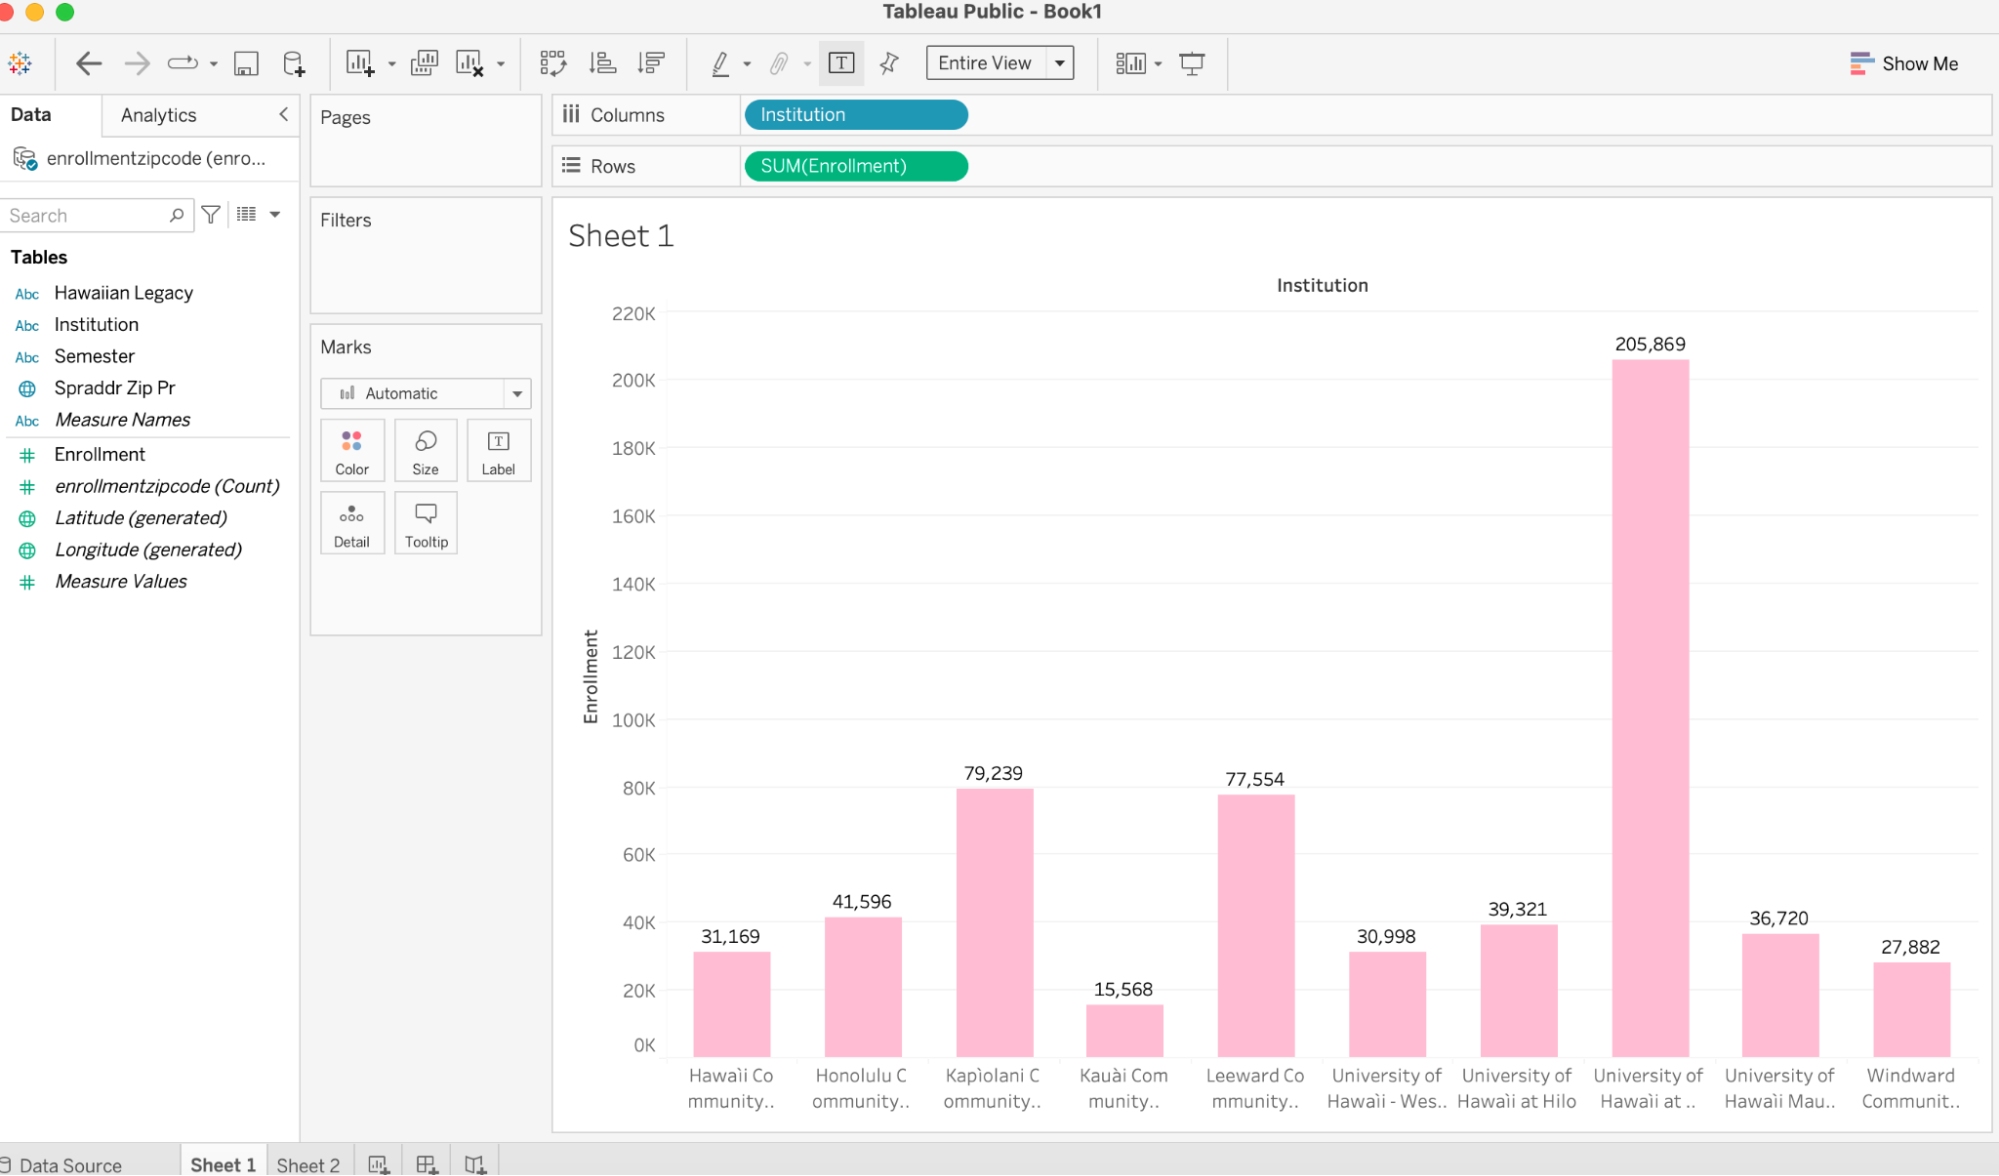 Tableau Public - Book1
Entire View
Show Me
Data
Analytics
enrollmentzipcode (enro...
Search
Tables
Abc Hawaiian Legacy
Abc Institution
Abc Semester
Spraddr Zip Pr
Abc Measure Names
Enrollment
enrollmentzipcode (Count)
Latitude (generated)
Longitude (generated)
Measure Values
Pages
Filters
Marks
Automatic
Color
Size
T
Label
Detail
Tooltip
Columns
Institution
Rows
SUM(Enrollment)
Sheet 1
Institution
Enrollment
220K
200K
180K
160K
140K
120K
100K
80K
60K
40K
20K
0K
31,169
41,596
79,239
15,568
77,554
30,998
39,321
205,869
36,720
27,882
Hawaìi Co
mmunity..
Honolulu C
ommunity..
Kapìolani C
ommunity..
Kauài Com
munity..
Leeward Co
mmunity..
University of
Hawaìi - Wes..
University of
Hawaìi at Hilo
University of
Hawaìi at ..
University of
Hawaìi Mau..
Windward
Communit..
Data Source
Sheet 1
Sheet 2